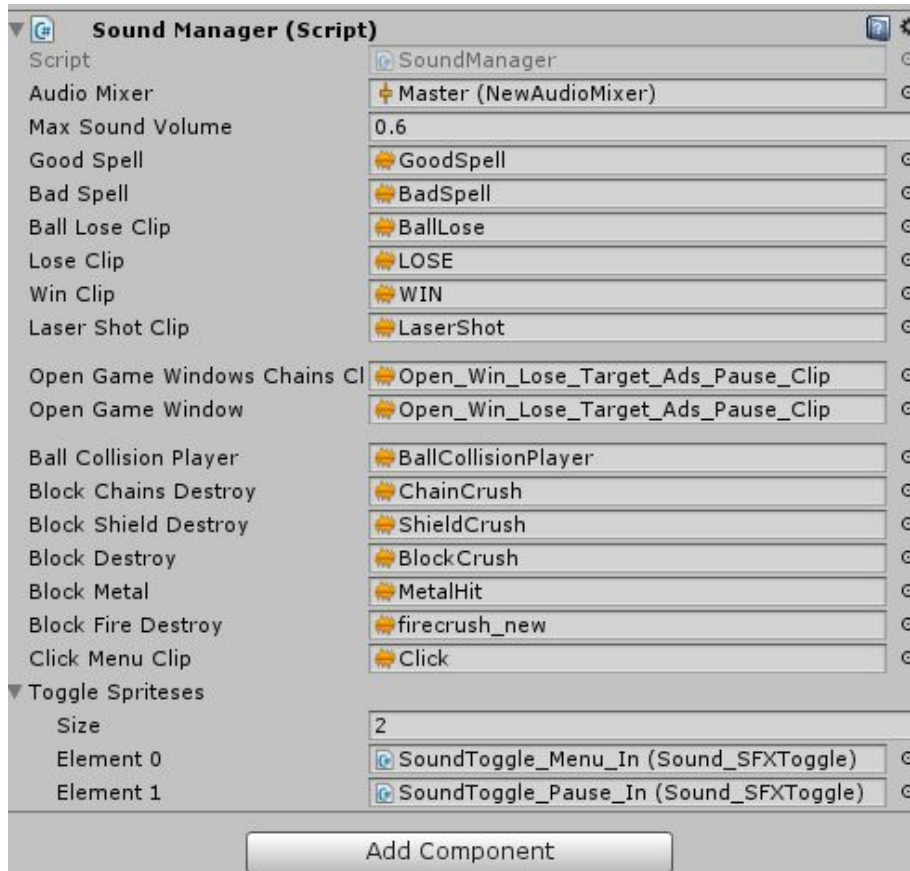 Sound Manager (Script)
Script SoundManager
Audio Mixer Master (NewAudioMixer)
Max Sound Volume 0.6
Good Spell GoodSpell
Bad Spell BadSpell
Ball Lose Clip BallLose
Lose Clip LOSE
Win Clip WIN
Laser Shot Clip LaserShot
Open Game Windows Chains Cl Open_Win_Lose_Target_Ads_Pause_Clip
Open Game Window Open_Win_Lose_Target_Ads_Pause_Clip
Ball Collision Player BallCollisionPlayer
Block Chains Destroy ChainCrush
Block Shield Destroy ShieldCrush
Block Destroy BlockCrush
Block Metal MetalHit
Block Fire Destroy firecrush_new
Click Menu Clip Click
Toggle Spriteses
Size 2
Element 0 SoundToggle_Menu_In (Sound_SFXToggle)
Element 1 SoundToggle_Pause_In (Sound_SFXToggle)
Add Component